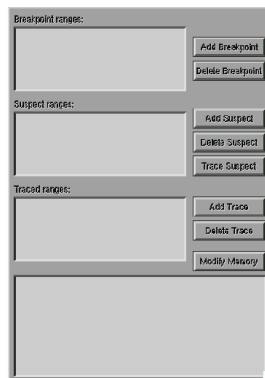 Breakpoint ranges:
Add Breakpoint
Delete Breakpoint
Suspect ranges:
Add Suspect
Delete Suspect
Trace Suspect
Traced ranges:
Add Trace
Delete Trace
Modify Memory